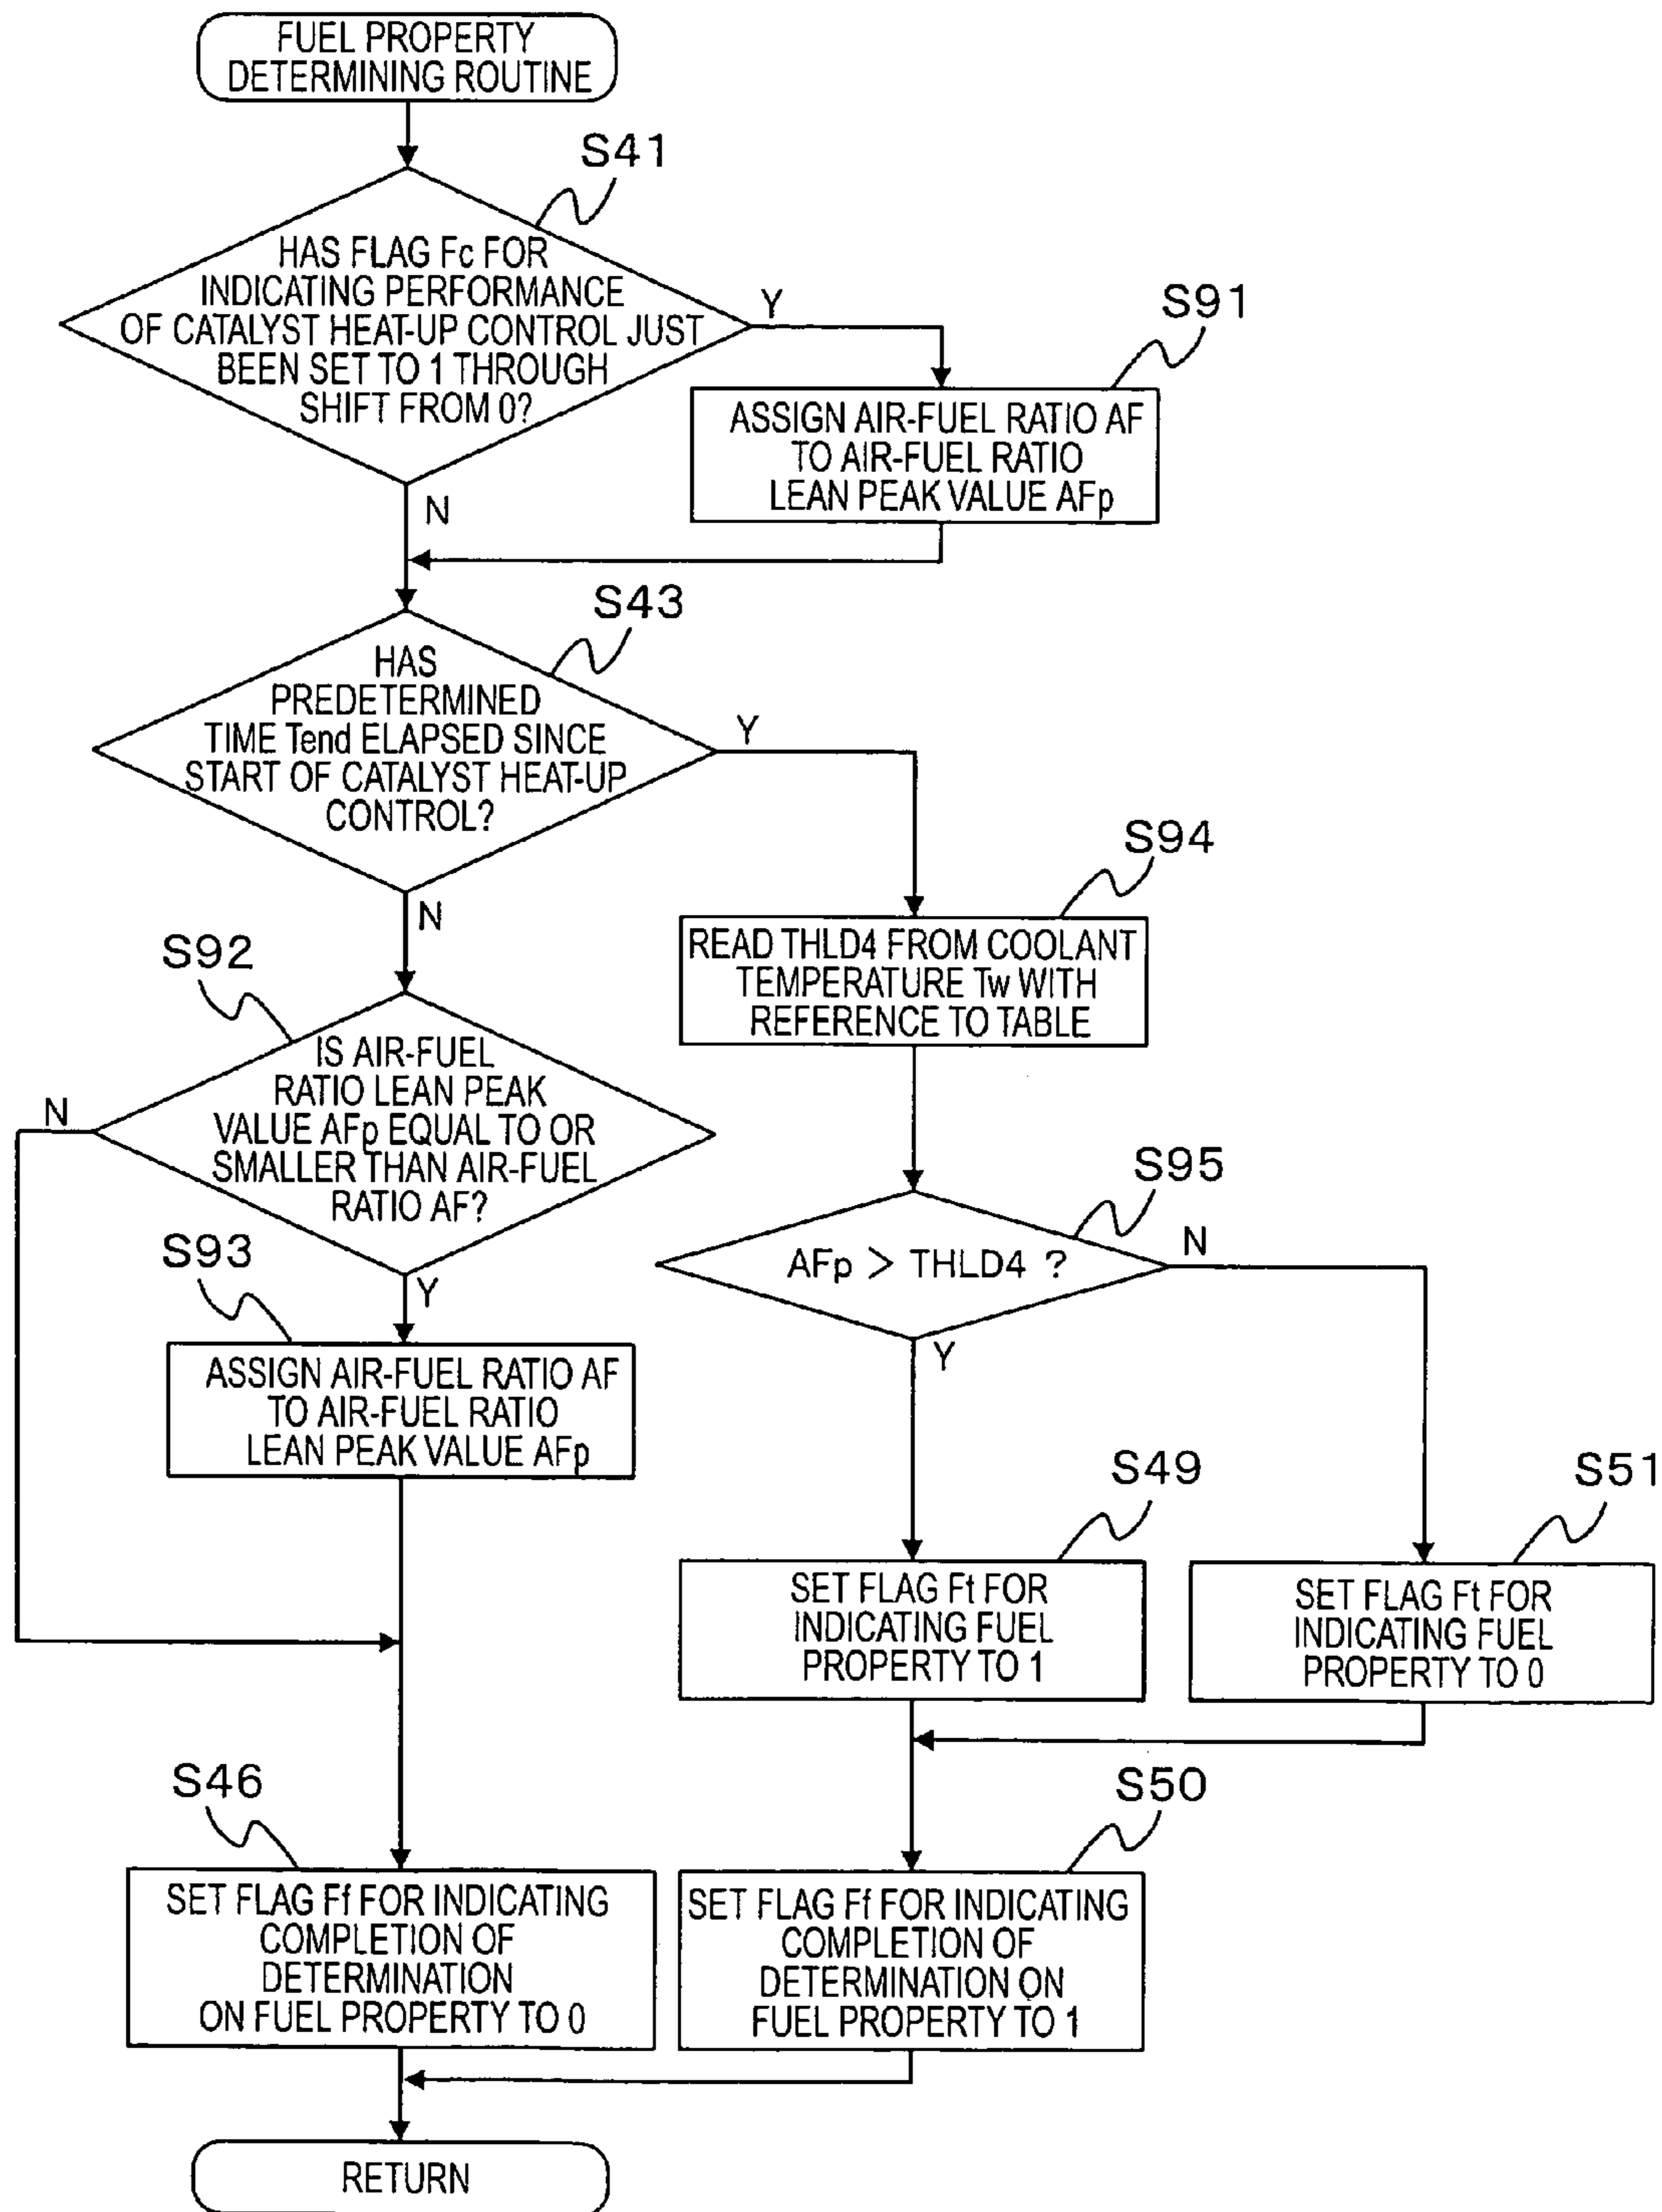 FUEL PROPERTY
DETERMINING ROUTINE
S41
HAS FLAG Fc FOR
INDICATING PERFORMANCE
OF CATALYST HEAT-UP CONTROL JUST
BEEN SET TO 1 THROUGH
SHIFT FROM 0?
Y
N
S91
ASSIGN AIR-FUEL RATIO AF
TO AIR-FUEL RATIO
LEAN PEAK VALUE AFp
S43
HAS
PREDETERMINED
TIME Tend ELAPSED SINCE
START OF CATALYST HEAT-UP
CONTROL?
Y
N
S94
READ THLD4 FROM COOLANT
TEMPERATURE Tw WITH
REFERENCE TO TABLE
S92
IS AIR-FUEL
RATIO LEAN PEAK
VALUE AFp EQUAL TO OR
SMALLER THAN AIR-FUEL
RATIO AF?
N
Y
S95
AFp > THLD4 ?
N
Y
S93
ASSIGN AIR-FUEL RATIO AF
TO AIR-FUEL RATIO
LEAN PEAK VALUE AFp
S49
SET FLAG Ft FOR
INDICATING FUEL
PROPERTY TO 1
S51
SET FLAG Ft FOR
INDICATING FUEL
PROPERTY TO 0
S46
SET FLAG Ff FOR INDICATING
COMPLETION OF
DETERMINATION
ON FUEL PROPERTY TO 0
S50
SET FLAG Ff FOR INDICATING
COMPLETION OF
DETERMINATION ON
FUEL PROPERTY TO 1
RETURN